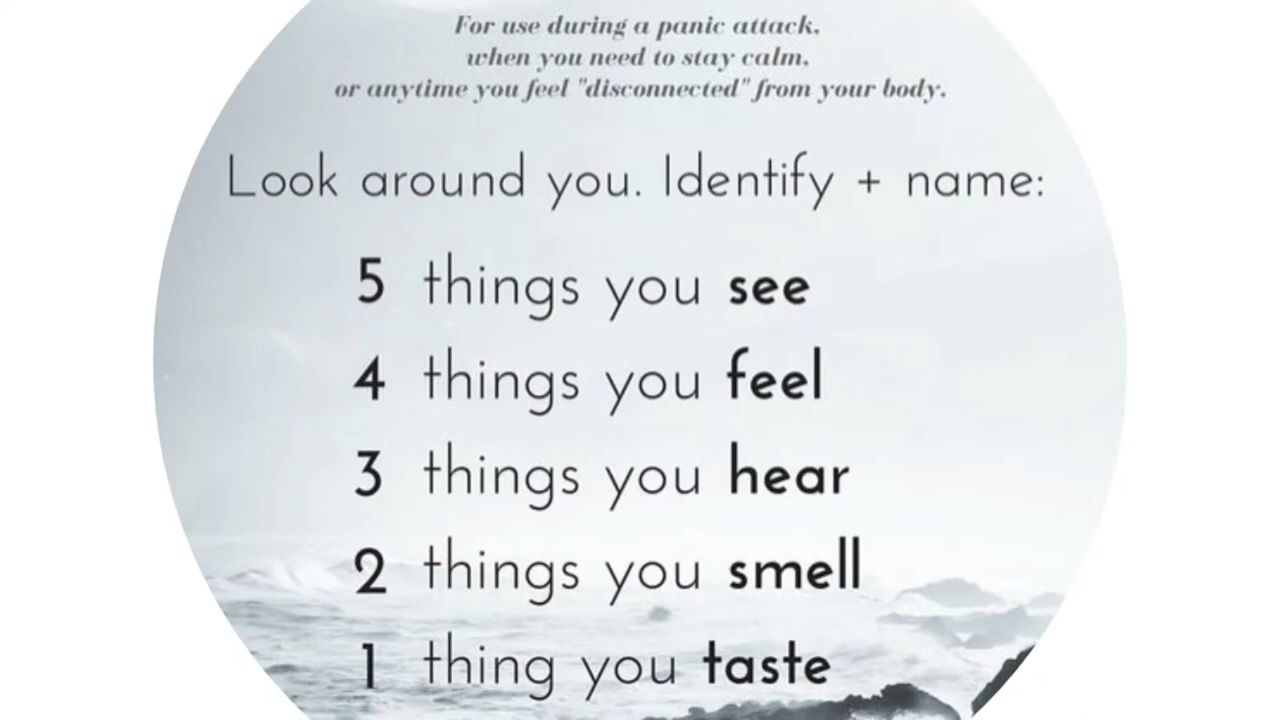 For use during a panic attack,
when you need to stay calm,
or anytime you feel "disconnected" from your body.
Look around you. Identify + name:
5 things you see
4 things you feel
3 things you hear
2 things you smell
1 thing you taste